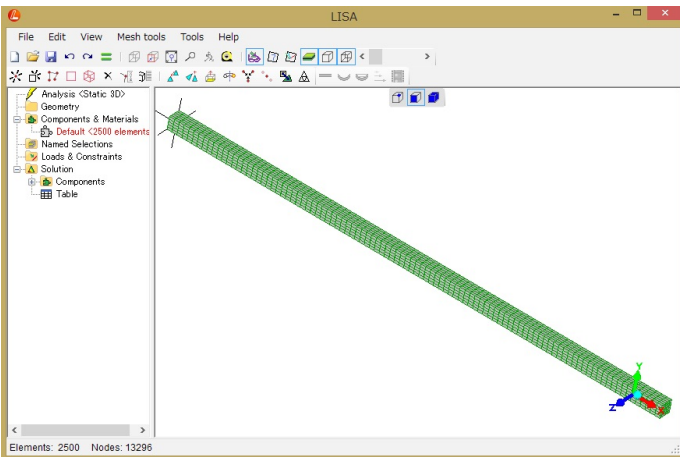 LISA
File Edit View Mesh tools Tools Help
Analysis <Static 3D>
Geometry
Components & Materials
Default <2500 elements
Named Selections
Loads & Constraints
Solution
Components
Table
Y
Z
X
Elements: 2500 Nodes: 13296